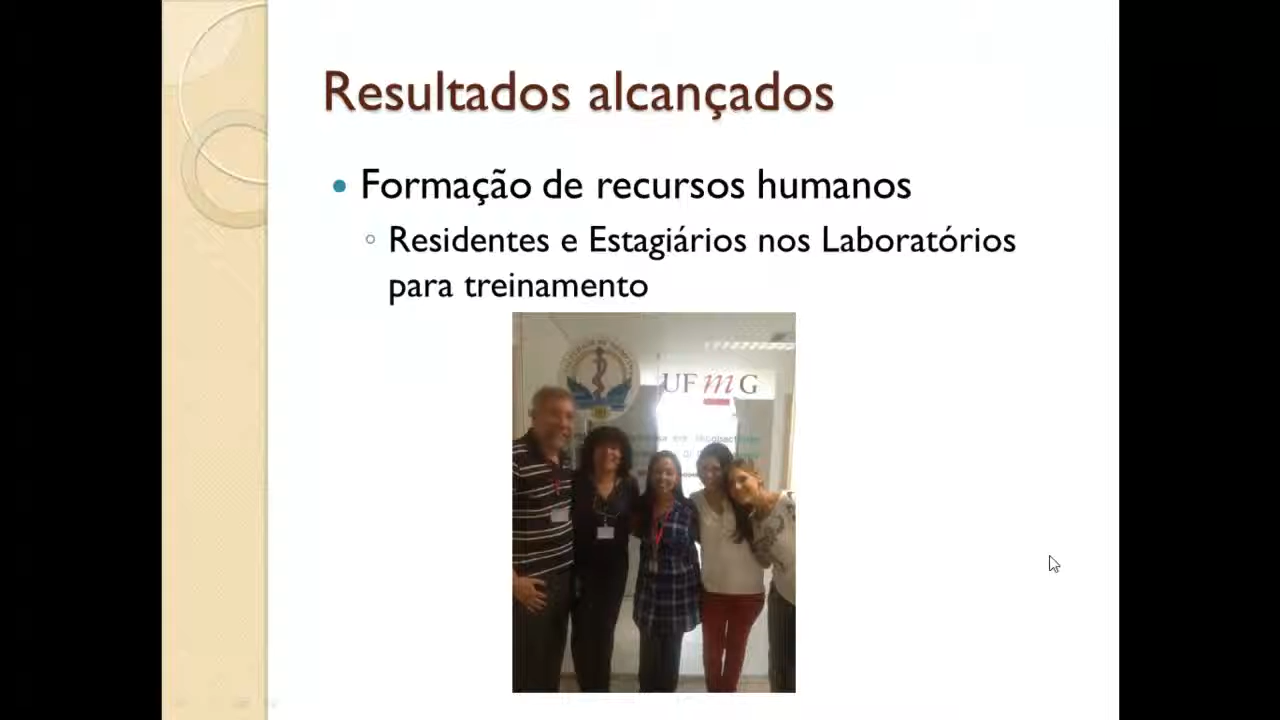 Resultados alcançados
Formação de recursos humanos
Residentes e Estagiários nos Laboratórios
para treinamento
UFmG